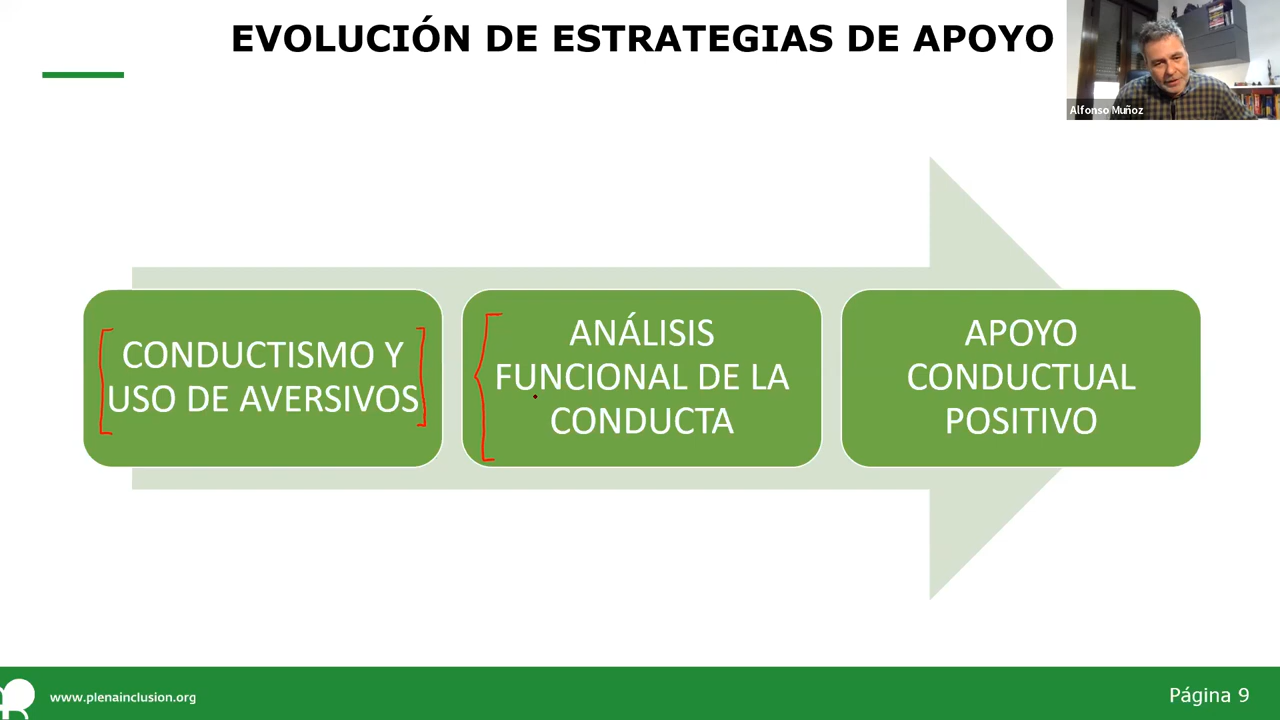 EVOLUCIÓN DE ESTRATEGIAS DE APOYO
Alfonso Muñoz
CONDUCTISMO Y
USO DE AVERSIVOS
ANÁLISIS
FUNCIONAL DE LA
CONDUCTA
APOYO
CONDUCTUAL
POSITIVO
www.plenainclusion.org
Página 9